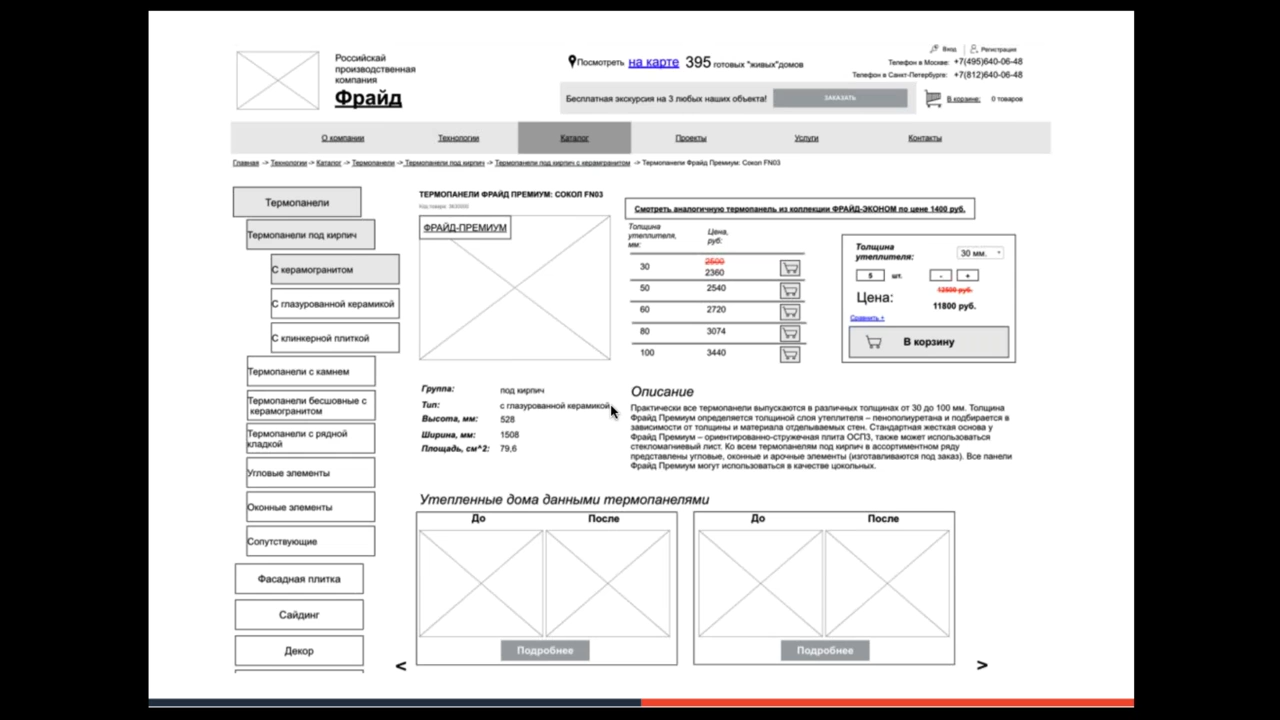 Российскай
производственная
компания
Фрайд
Посмотреть на карте 395 готовых "живых"домов
Вход Регистрация
Телефон в Москве: +7(495)640-06-48
Телефон в Санкт-Петербурге: +7(812)640-06-48
Бесплатная экскурсия на 3 любых наших объекта! ЗАКАЗАТЬ
В корзине: 0 товаров
О компании Технологии Каталог Проекты Услуги Контакты
Главная -> Технологии -> Каталог -> Термопанели -> Термопанели под кирпич -> Термопанели под кирпич с керамгранитом -> Термопанели Фрайд Премиум: Сокол FN03
Термопанели
Термопанели под кирпич
С керамогранитом
С глазурованной керамикой
С клинкерной плиткой
Термопанели с камнем
Термопанели бесшовные с
керамогранитом
Термопанели с рядной
кладкой
Угловые элементы
Оконные элементы
Сопутствующие
Фасадная плитка
Сайдинг
Декор
ТЕРМОПАНЕЛИ ФРАЙД ПРЕМИУМ: СОКОЛ FN03
Код товара:
ФРАЙД-ПРЕМИУМ
Смотреть аналогичную термопанель из коллекции ФРАЙД-ЭКОНОМ по цене 1400 руб.
Толщина
утеплителя,
мм:
Цена,
руб:
30 2500
2360
50 2540
60 2720
80 3074
100 3440
Толщина
утеплителя:
30 мм.
5 шт. - +
12500 руб.
Цена:
11800 руб.
Сравнить +
В корзину
Группа: под кирпич
Тип: с глазурованной керамикой
Высота, мм: 528
Ширина, мм: 1508
Площадь, см^2: 79,6
Описание
Практически все термопанели выпускаются в различных толщинах от 30 до 100 мм. Толщина
Фрайд Премиум определяется толщиной слоя утеплителя – пенополиуретана и подбирается в
зависимости от толщины и материала отделываемых стен. Стандартная жесткая основа у
Фрайд Премиум – ориентированно-стружечная плита ОСП3, также может использоваться
стекломагниевый лист. Ко всем термопанелям под кирпич в ассортиментном ряду
представлены угловые, оконные и арочные элементы (изготавливаются под заказ). Все панели
Фрайд Премиум могут использоваться в качестве цокольных.
Утепленные дома данными термопанелями
До После
Подробнее
До После
Подробнее
< >